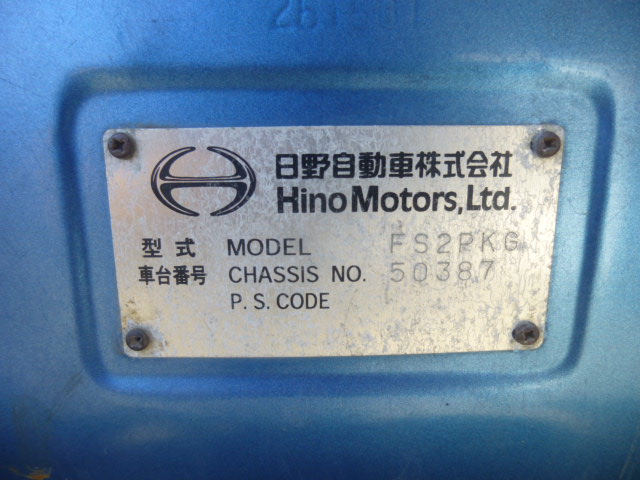 日野自動車株式会社
Hino Motors, Ltd.
型式 MODEL FS2PKG
車台番号 CHASSIS NO. 50387
P. S. CODE